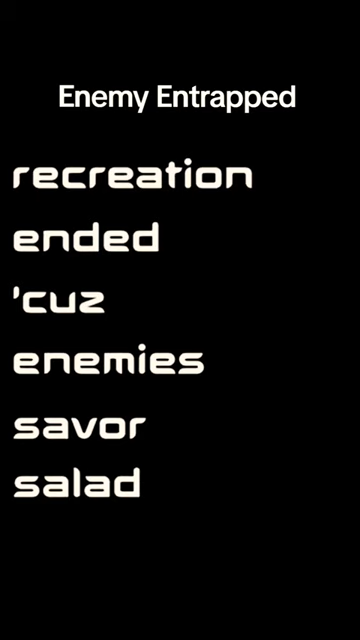 Enemy Entrapped
recreation
ended
'cuz
enemies
savor
salad